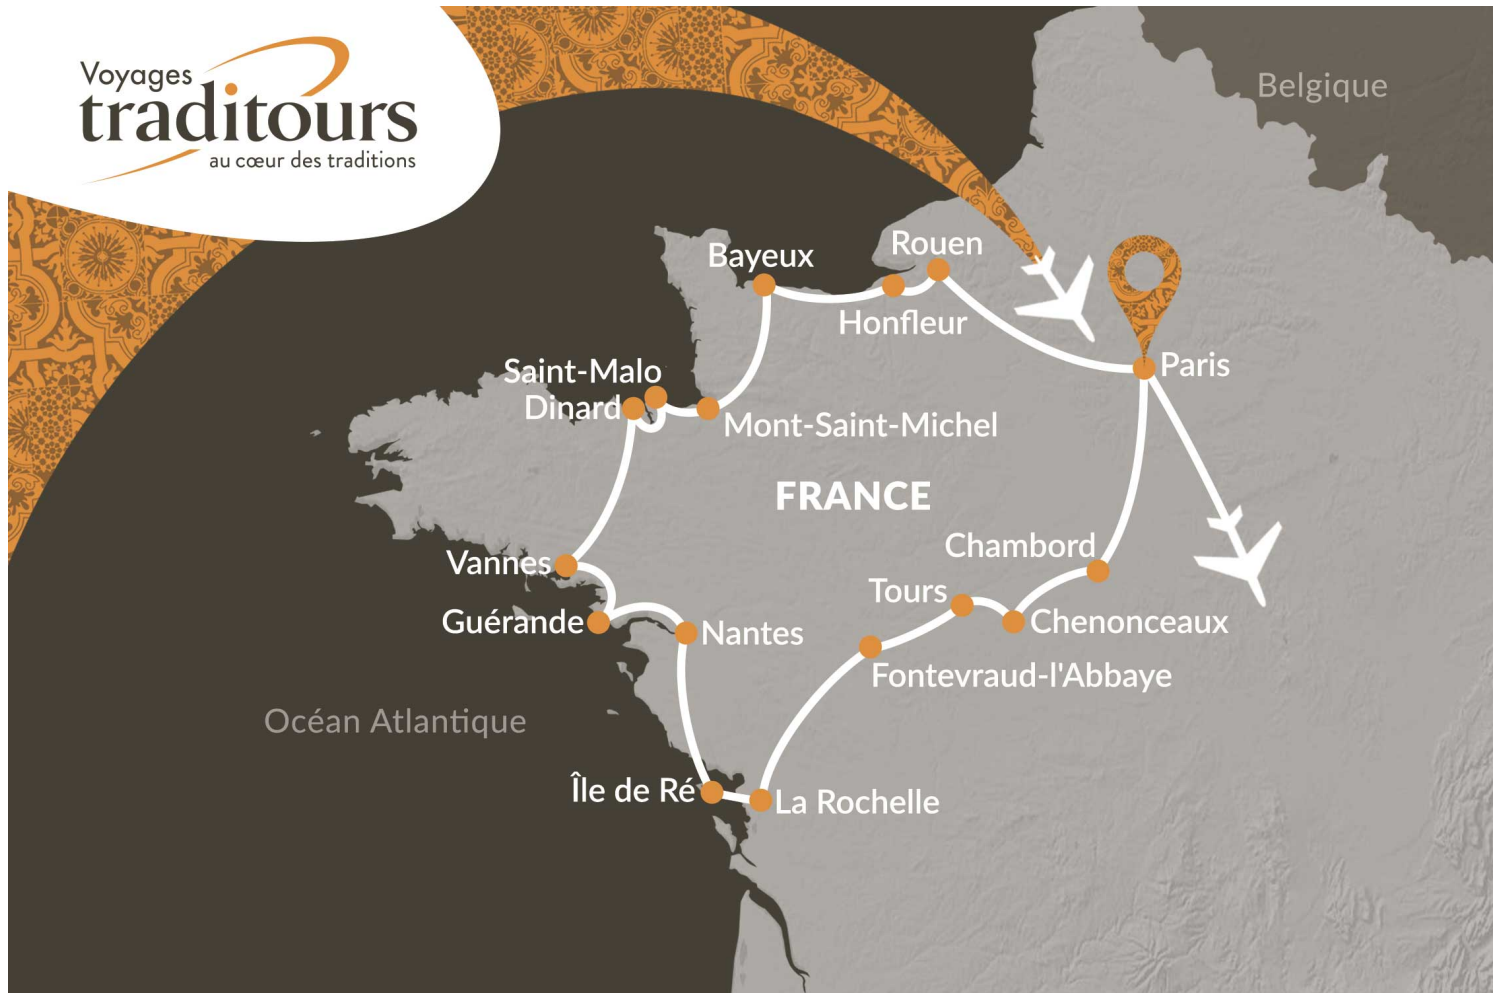 Voyages
traditours
au cœur des traditions
Belgique
Rouen
Bayeux
Honfleur
Paris
Saint-Malo
Dinard
Mont-Saint-Michel
FRANCE
Chambord
Vannes
Tours
Guérande
Chenonceaux
Nantes
Fontevraud-l'Abbaye
Océan Atlantique
Île de Ré
La Rochelle